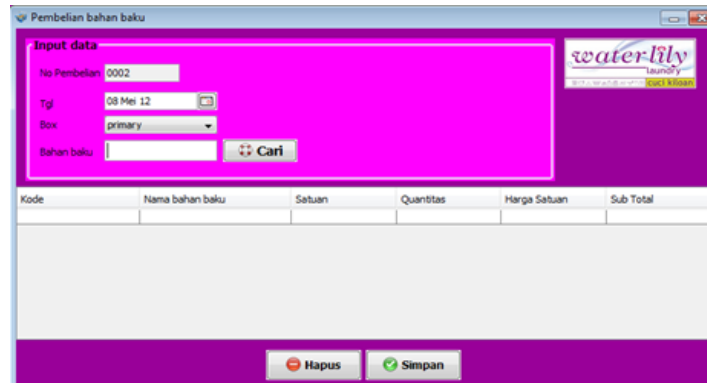 Pembelian bahan baku
Input data
waterlily
laundry
cuci kiloan
No Pembelian 0002
Tgl 08 Mei 12
Box primary
Bahan baku Cari
Kode Nama bahan baku Satuan Quantitas Harga Satuan Sub Total
Hapus Simpan